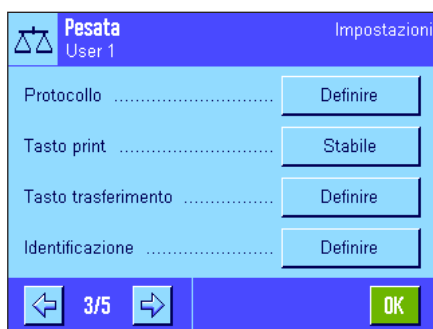 Pesata Impostazioni
User 1
Protocollo ............................ Definire
Tasto print ........................... Stabile
Tasto trasferimento ................ Definire
Identificazione ...................... Definire
3/5 OK